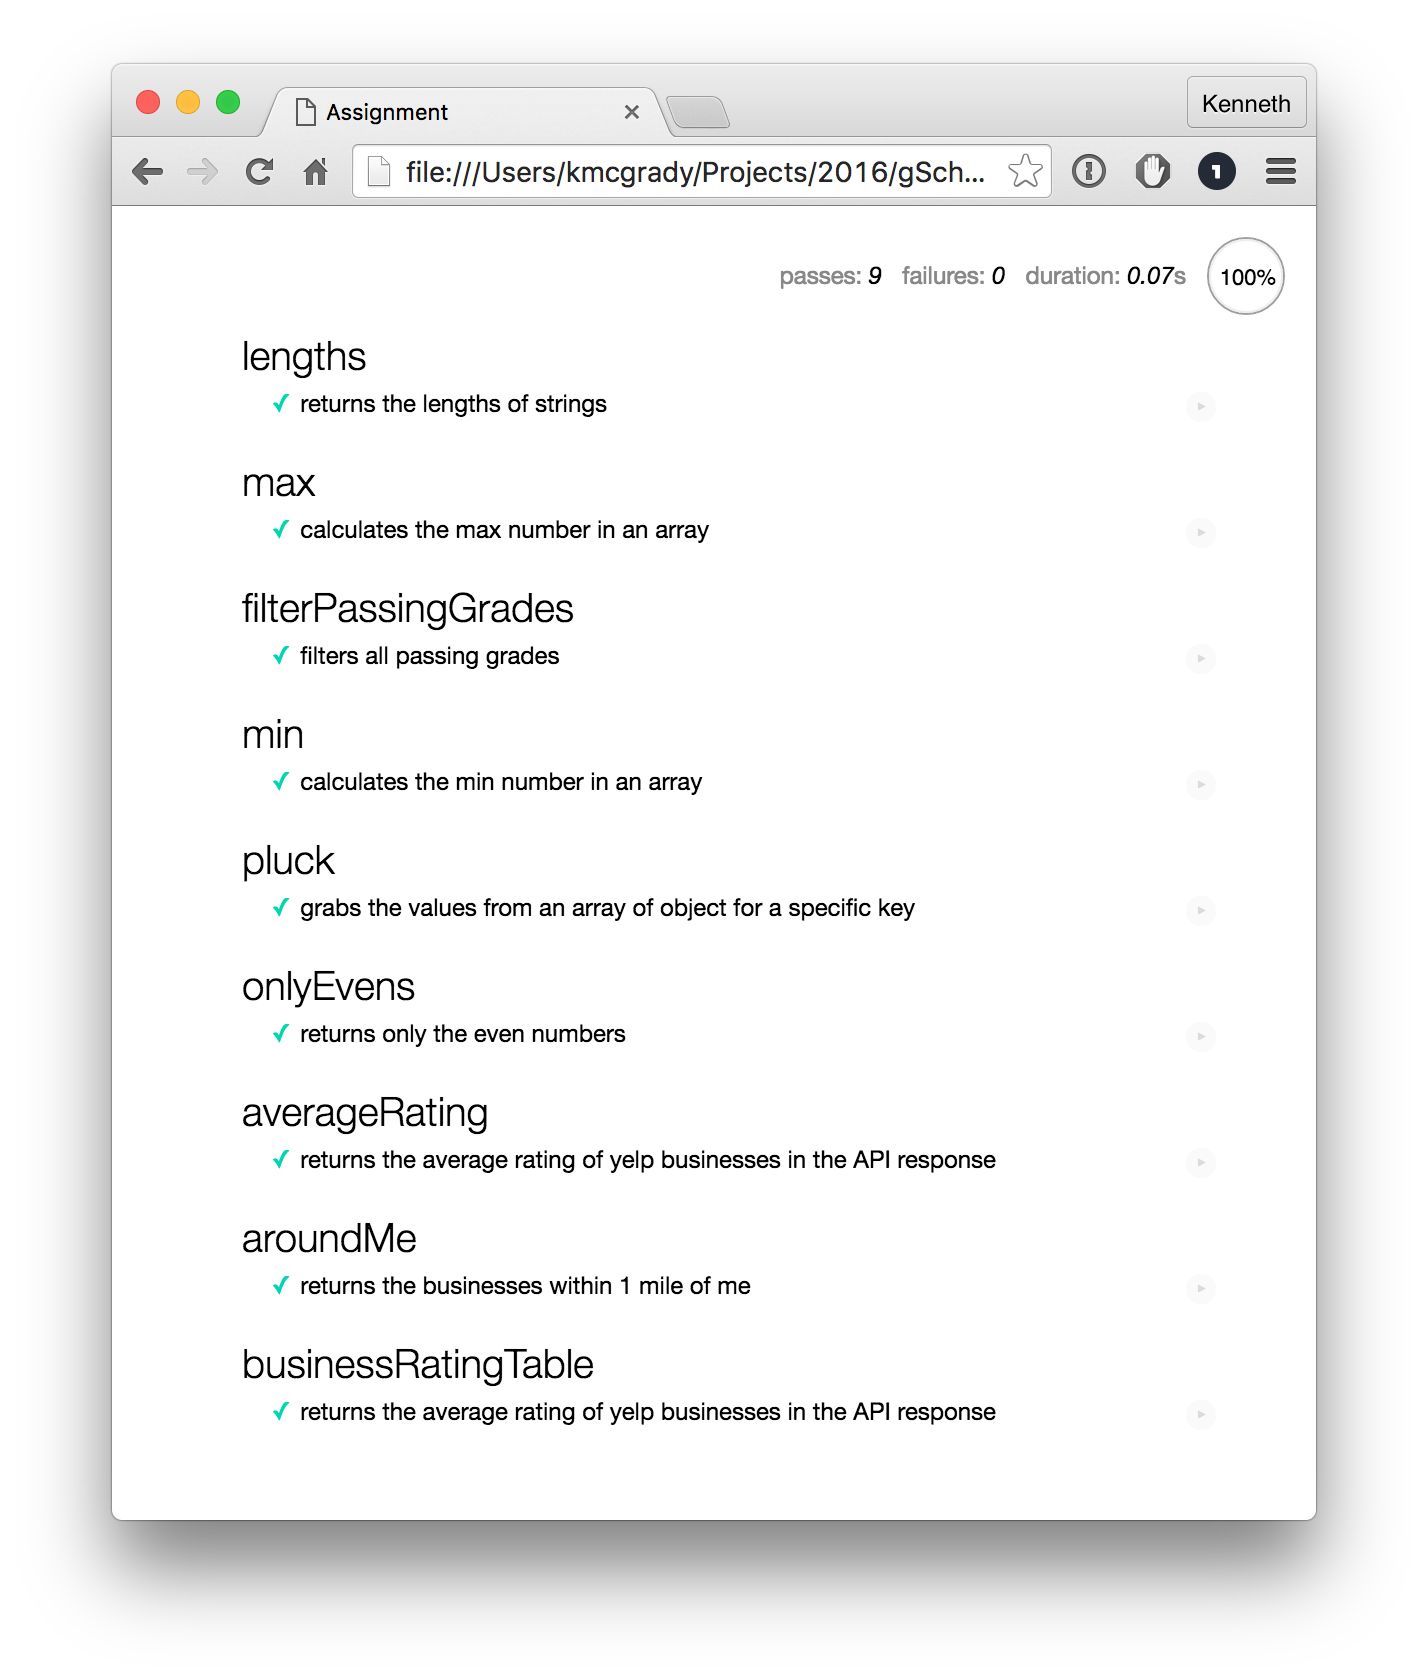 Assignment
Kenneth
file:///Users/kmcgrady/Projects/2016/gSch...
1
passes: 9 failures: 0 duration: 0.07s 100%
lengths
✓ returns the lengths of strings
max
✓ calculates the max number in an array
filterPassingGrades
✓ filters all passing grades
min
✓ calculates the min number in an array
pluck
✓ grabs the values from an array of object for a specific key
onlyEvens
✓ returns only the even numbers
averageRating
✓ returns the average rating of yelp businesses in the API response
aroundMe
✓ returns the businesses within 1 mile of me
businessRatingTable
✓ returns the average rating of yelp businesses in the API response